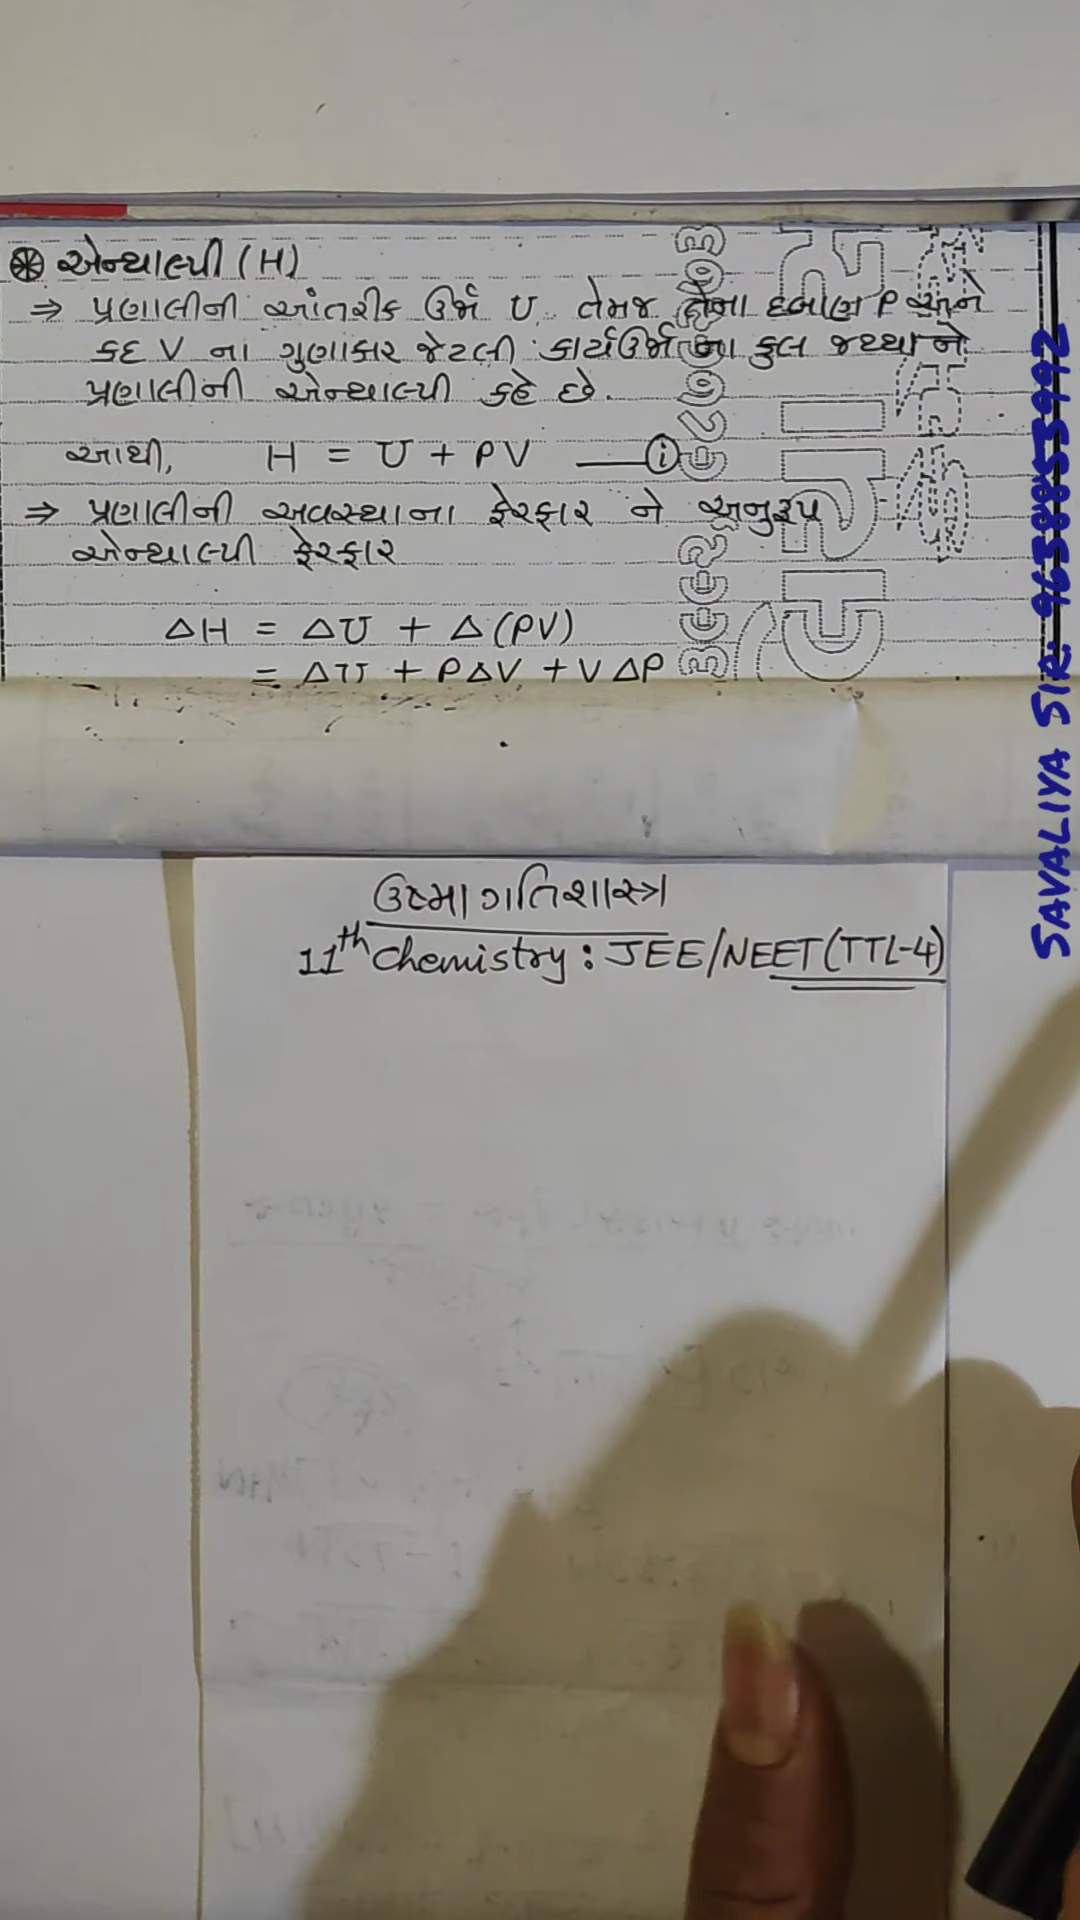 એન્થાલ્પી (H)
⇒ પ્રણાલીની આંતરીક ઉર્જા U, તેમજ તેના દબાણ P અને
કદ V ના ગુણાકાર જેટલી કાર્યઉર્જા ના કુલ જથ્થા ને
પ્રણાલીની એન્થાલ્પી કહે છે.
આથી, H = U + PV ——(i)
⇒ પ્રણાલીની અવસ્થાના ફેરફાર ને અનુરૂપ
એન્થાલ્પી ફેરફાર
ΔH = ΔU + Δ(PV)
= ΔU + PΔV + VΔP
ઉષ્માગતિશાસ્ત્ર
11th Chemistry: JEE/NEET(TTL-4)
SAVALIYA SIR: 9638853992